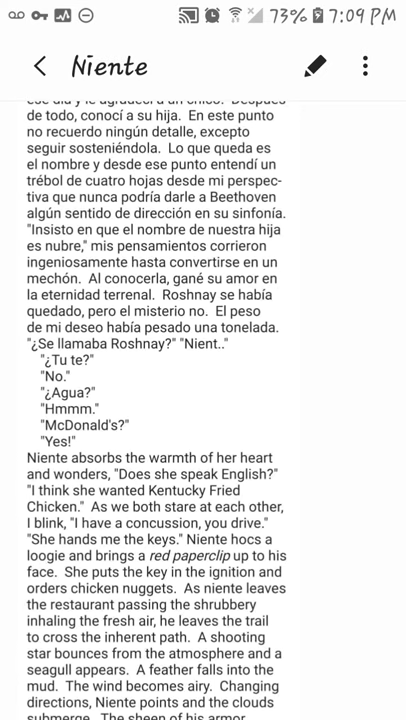 73% 7:09 PM
Niente
ese día y le agradecí a un chico. Después
de todo, conocí a su hija. En este punto
no recuerdo ningún detalle, excepto
seguir sosteniéndola. Lo que queda es
el nombre y desde ese punto entendí un
trébol de cuatro hojas desde mi perspec-
tiva que nunca podría darle a Beethoven
algún sentido de dirección en su sinfonía.
"Insisto en que el nombre de nuestra hija
es nubre," mis pensamientos corrieron
ingeniosamente hasta convertirse en un
mechón. Al conocerla, gané su amor en
la eternidad terrenal. Roshnay se había
quedado, pero el misterio no. El peso
de mi deseo había pesado una tonelada.
"¿Se llamaba Roshnay?" "Nient.."
"¿Tu te?"
"No."
"¿Agua?"
"Hmmm."
"McDonald's?"
"Yes!"
Niente absorbs the warmth of her heart
and wonders, "Does she speak English?"
"I think she wanted Kentucky Fried
Chicken." As we both stare at each other,
I blink, "I have a concussion, you drive."
"She hands me the keys." Niente hocs a
loogie and brings a red paperclip up to his
face. She puts the key in the ignition and
orders chicken nuggets. As niente leaves
the restaurant passing the shrubbery
inhaling the fresh air, he leaves the trail
to cross the inherent path. A shooting
star bounces from the atmosphere and a
seagull appears. A feather falls into the
mud. The wind becomes airy. Changing
directions, Niente points and the clouds
submerge. The sheen of his armor